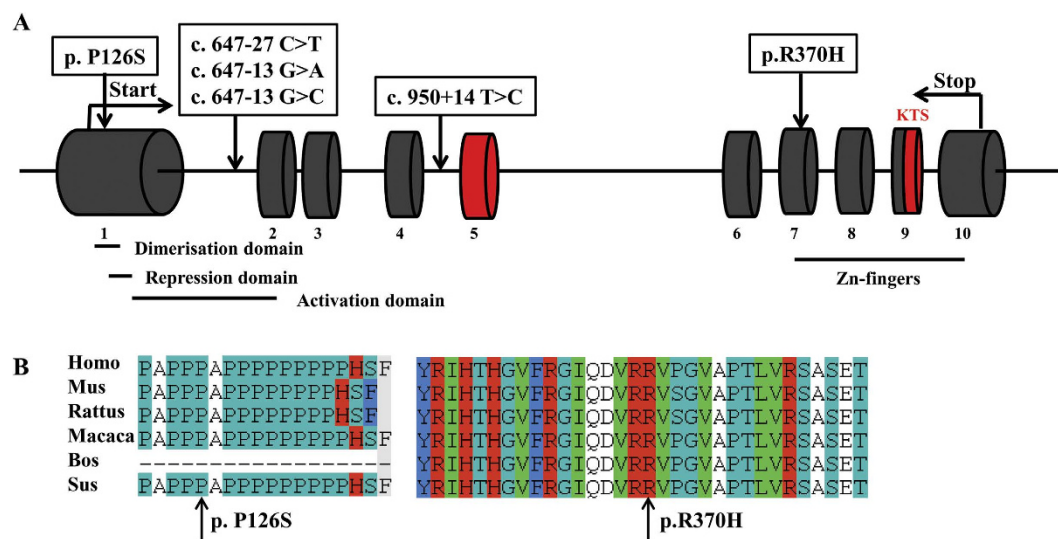 A
p. P126S
Start
c. 647-27 C>T
c. 647-13 G>A
c. 647-13 G>C
c. 950+14 T>C
p.R370H
Stop
KTS
1 2 3 4 5 6 7 8 9 10
Dimerisation domain
Repression domain
Activation domain
Zn-fingers
B
Homo PAPPPAPPPPPPPPPHSF YRIHTHGVFRGIQDVRRVPGVAPTLVRSASET
Mus PAPPPAPPPPPPPPHSF YRIHTHGVFRGIQDVRRVSGVAPTLVRSASET
Rattus PAPPPAPPPPPPPPHSF YRIHTHGVFRGIQDVRRVSGVAPTLVRSASET
Macaca PAPPPAPPPPPPPPPHSF YRIHTHGVFRGIQDVRRVPGVAPTLVRSASET
Bos ------------------ YRIHTHGVFRGIQDVRRVPGVAPTLVRSASET
Sus PAPPPAPPPPPPPPPHSF YRIHTHGVFRGIQDVRRVPGVAPTLVRSASET
p. P126S
p.R370H